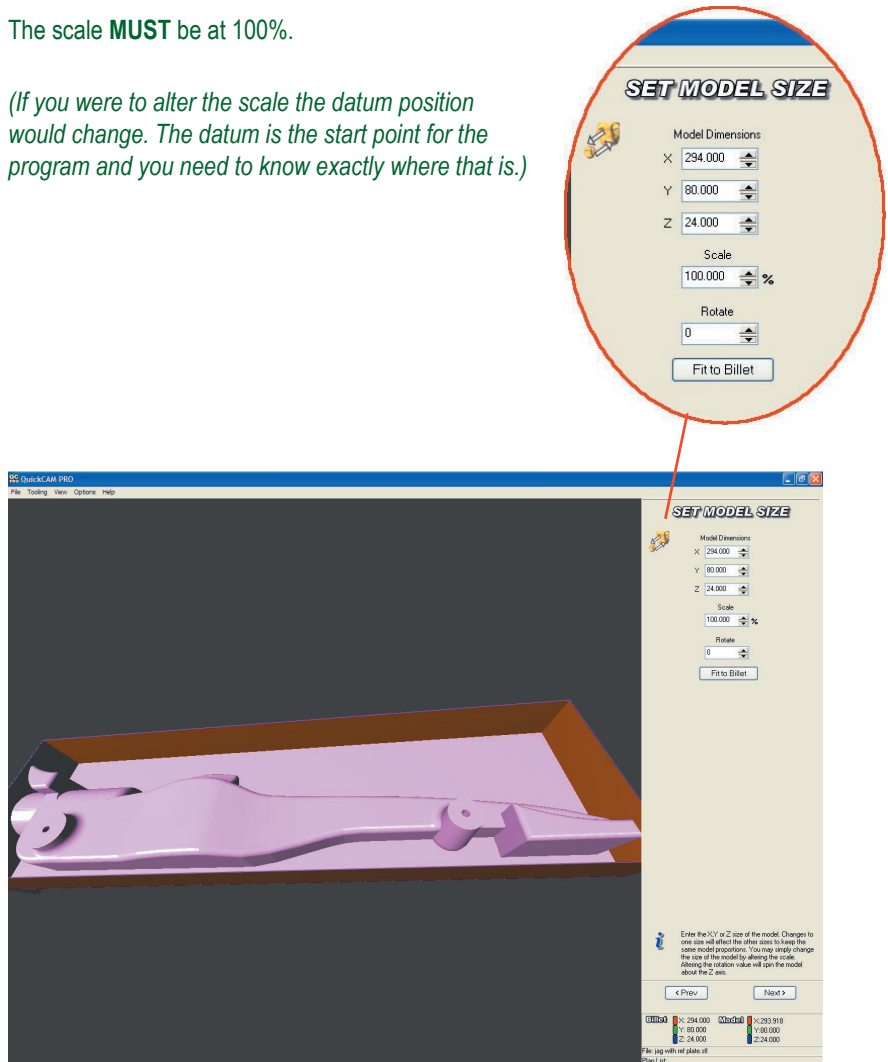 The scale MUST be at 100%.
(If you were to alter the scale the datum position
would change. The datum is the start point for the
program and you need to know exactly where that is.)
SET MODEL SIZE
Model Dimensions
X 294.000
Y 80.000
Z 24.000
Scale
100.000 %
Rotate
0
Fit to Billet
QuickCAM PRO
File Tooling View Options Help
SET MODEL SIZE
Model Dimensions
X 294.000
Y 80.000
Z 24.000
Scale
100.000 %
Rotate
0
Fit to Billet
Enter the X,Y or Z size of the model. Changes to
one size will effect the other sizes to keep the
same model proportions. You may simply change
the size of the model by altering the scale.
Altering the rotation value will spin the model
about the Z axis.
< Prev Next >
Billet X: 294.000 Model X:293.918
Y: 80.000 Y:80.000
Z: 24.000 Z:24.000
File: jag with ref plate.stl
Plan List: